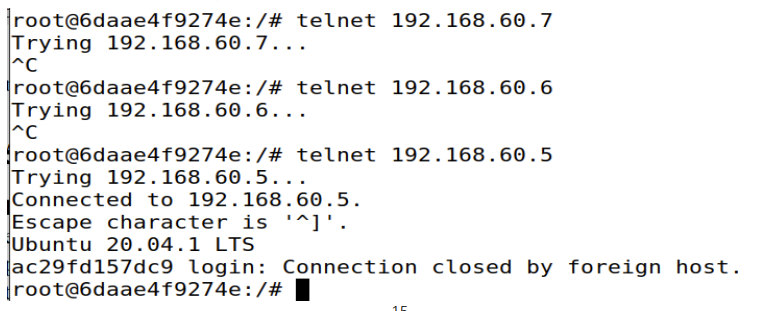 root@6daae4f9274e:/# telnet 192.168.60.7
Trying 192.168.60.7...
^C
root@6daae4f9274e:/# telnet 192.168.60.6
Trying 192.168.60.6...
^C
root@6daae4f9274e:/# telnet 192.168.60.5
Trying 192.168.60.5...
Connected to 192.168.60.5.
Escape character is '^]'.
Ubuntu 20.04.1 LTS
ac29fd157dc9 login: Connection closed by foreign host.
root@6daae4f9274e:/#
15